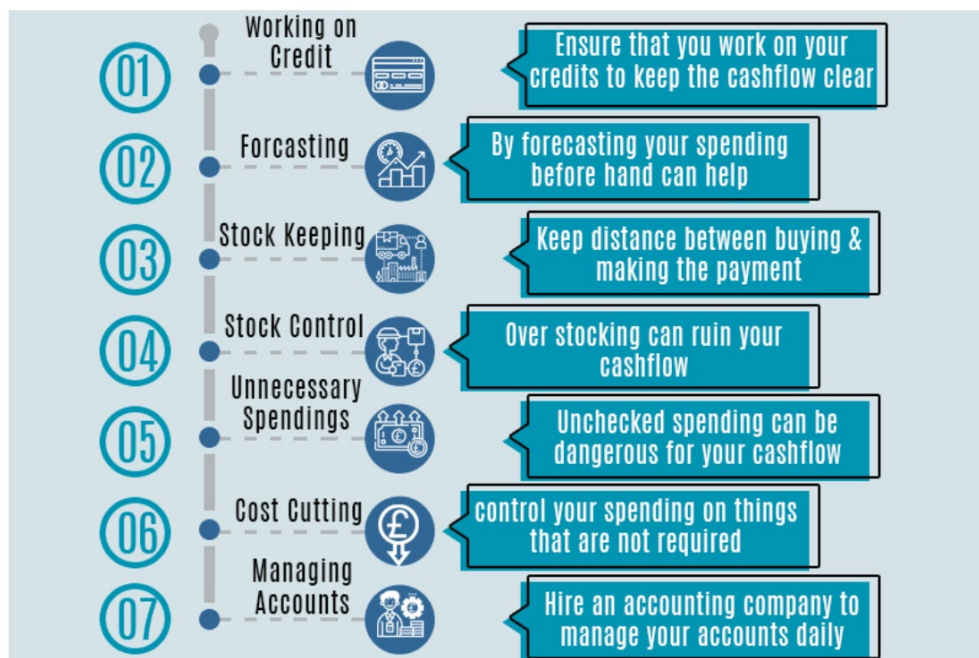 Working on
Credit
01
Ensure that you work on your
credits to keep the cashflow clear
Forcasting
02
By forecasting your spending
before hand can help
Stock Keeping
03
Keep distance between buying &
making the payment
Stock Control
04
Over stocking can ruin your
cashflow
Unnecessary
Spendings
05
Unchecked spending can be
dangerous for your cashflow
Cost Cutting
06
£
control your spending on things
that are not required
Managing
Accounts
07
Hire an accounting company to
manage your accounts daily